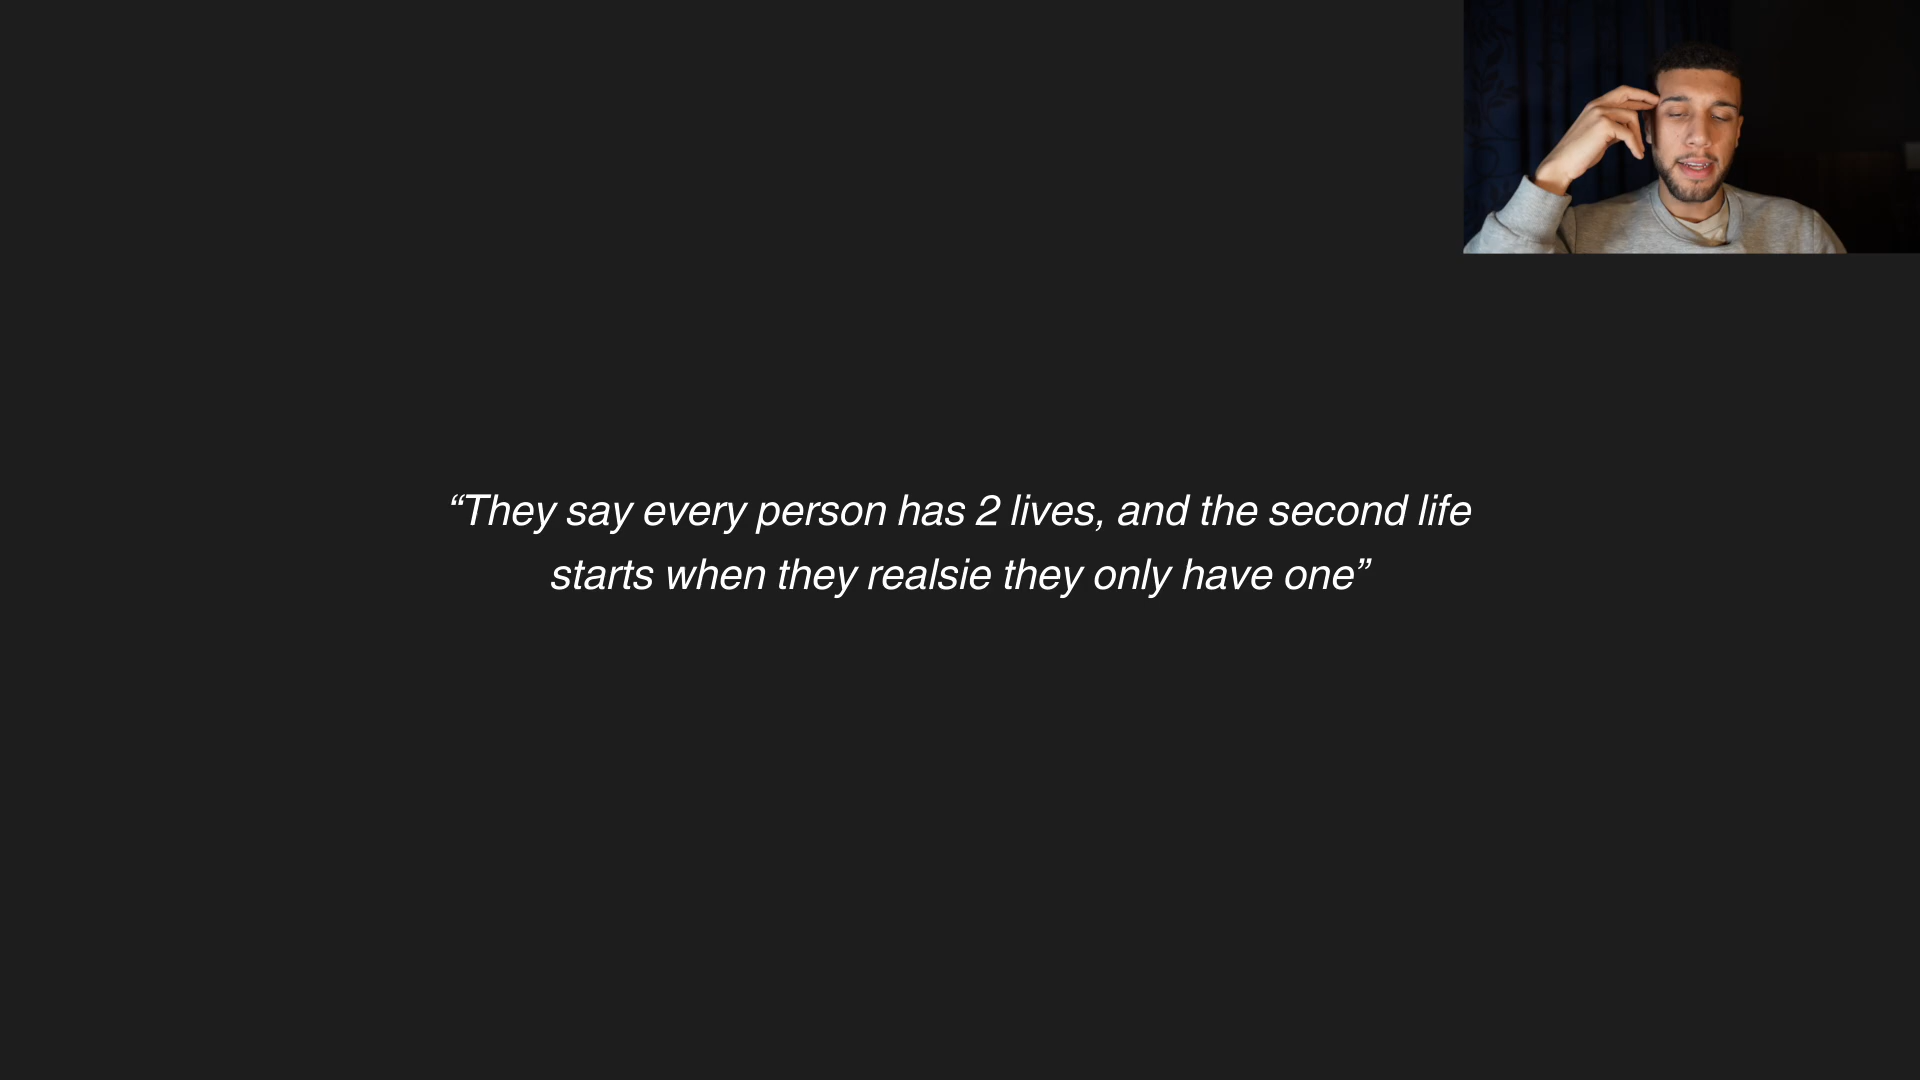 “They say every person has 2 lives, and the second life
starts when they realsie they only have one”